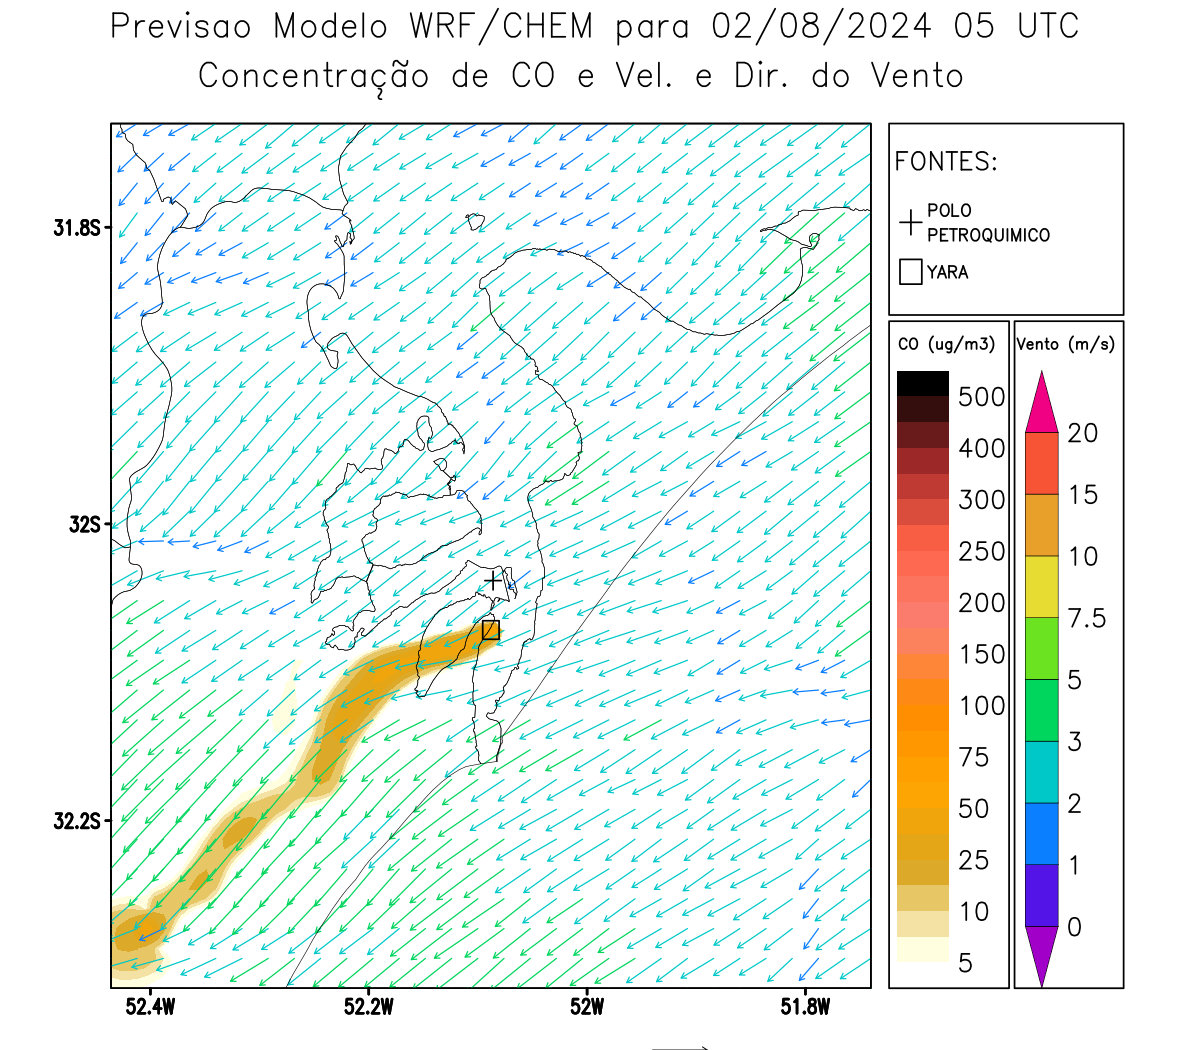 Previsao Modelo WRF/CHEM para 02/08/2024 05 UTC
Concentração de CO e Vel. e Dir. do Vento
FONTES:
POLO
PETROQUIMICO
YARA
CO (ug/m3)
500
400
300
250
200
150
100
75
50
25
10
5
Vento (m/s)
20
15
10
7.5
5
3
2
1
0
31.8S
32S
32.2S
52.4W
52.2W
52W
51.8W